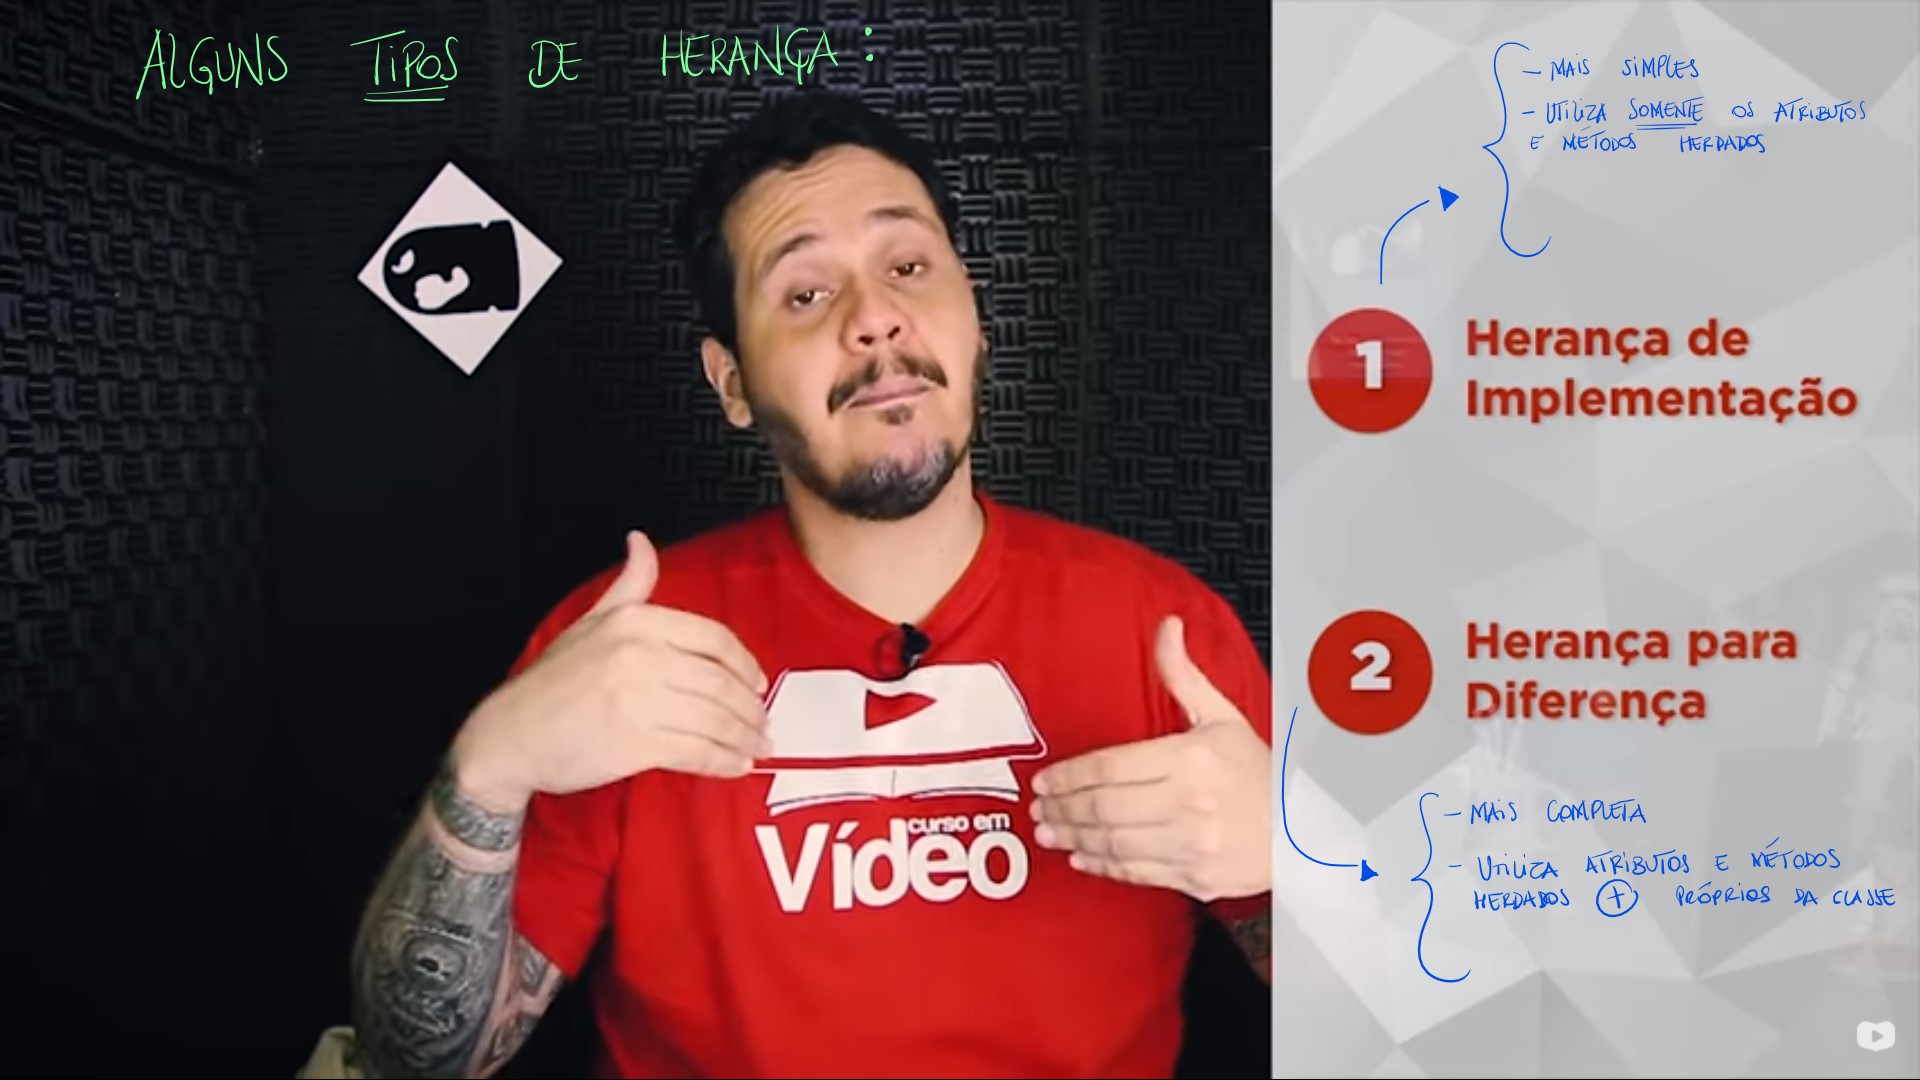 ALGUNS TIPOS DE HERANÇA:
- MAIS SIMPLES
- UTILIZA SOMENTE OS ATRIBUTOS
E MÉTODOS HERDADOS
1
Herança de
Implementação
2
Herança para
Diferença
- MAIS COMPLETA
- UTILIZA ATRIBUTOS E MÉTODOS
HERDADOS + PRÓPRIOS DA CLASSE
curso em
Vídeo